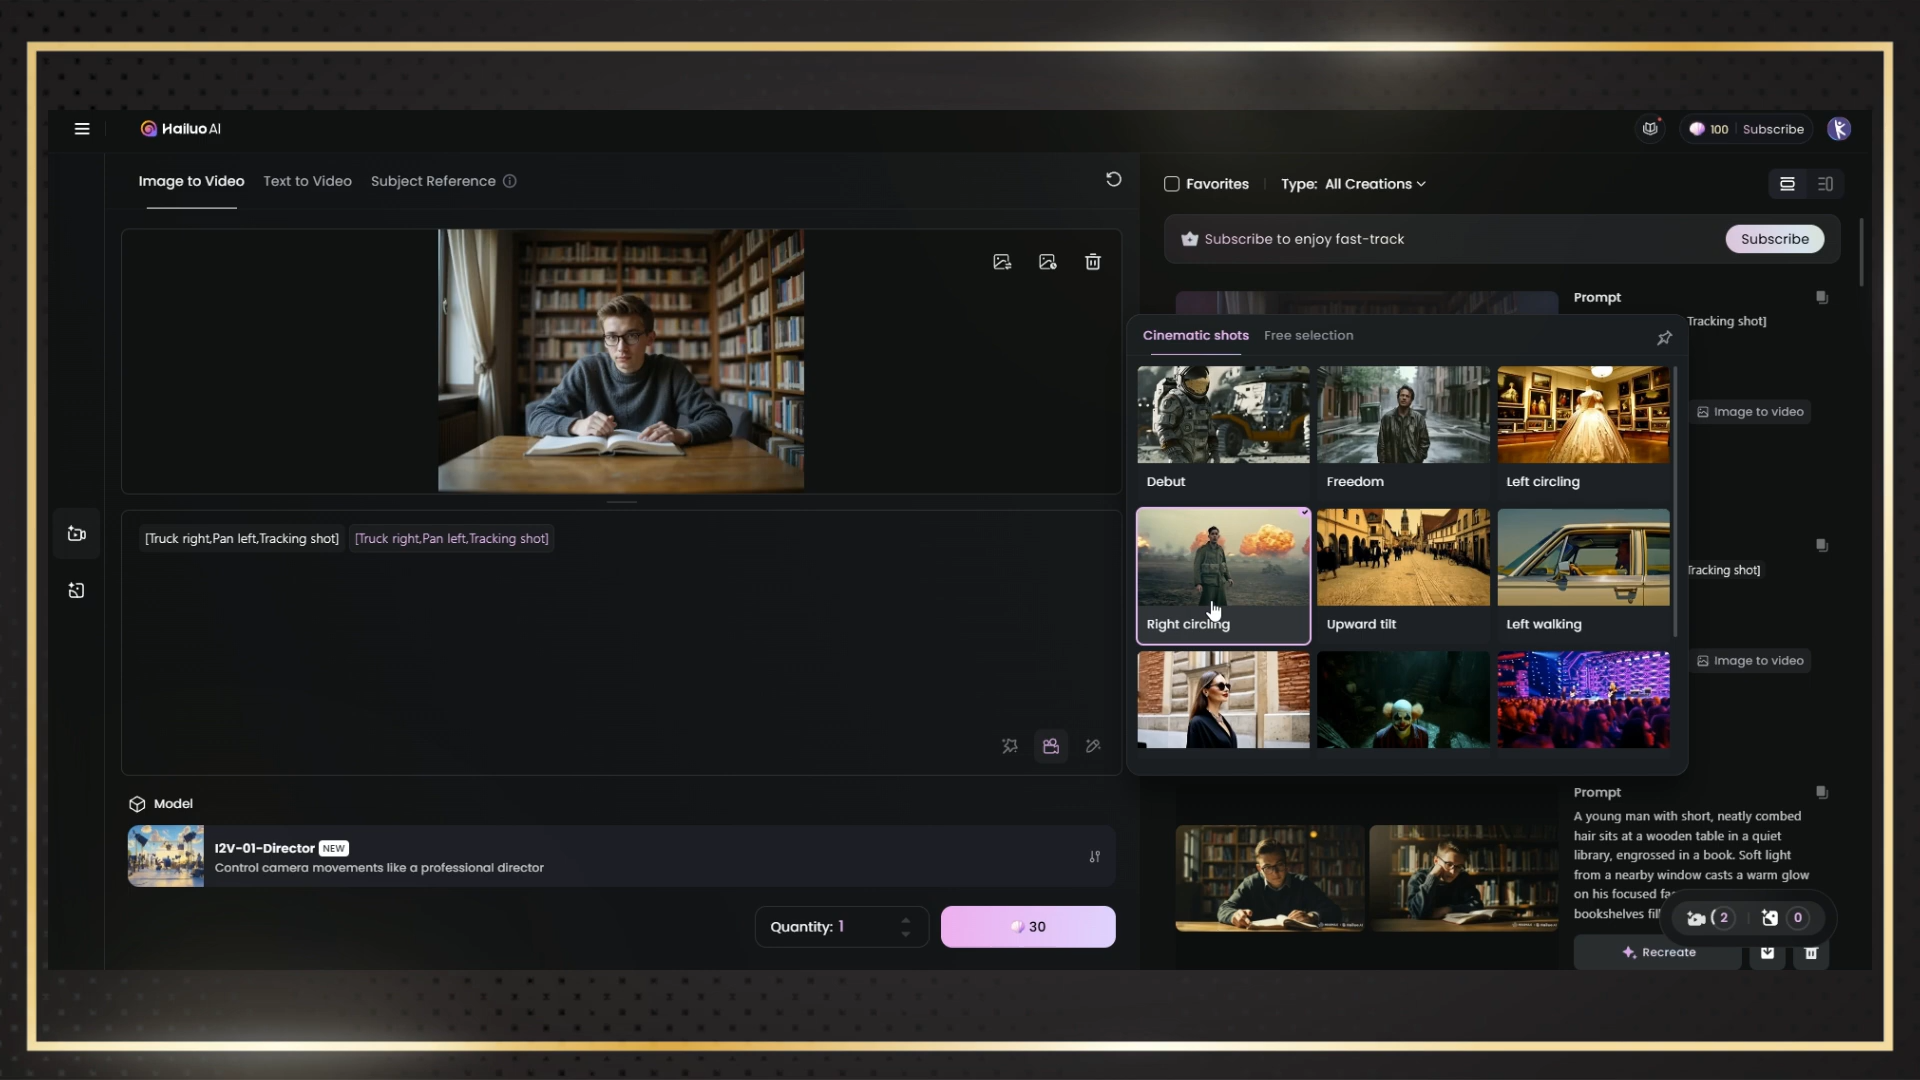 Hailuo AI
100 Subscribe
Image to Video Text to Video Subject Reference
Favorites Type: All Creations
Subscribe to enjoy fast-track Subscribe
Prompt
Tracking shot]
Cinematic shots Free selection
Image to video
Debut Freedom Left circling
[Truck right,Pan left,Tracking shot] [Truck right,Pan left,Tracking shot]
Tracking shot]
Right circling Upward tilt Left walking
Image to video
Model
I2V-01-Director NEW
Control camera movements like a professional director
Quantity: 1 30
Prompt
A young man with short, neatly combed
hair sits at a wooden table in a quiet
library, engrossed in a book. Soft light
from a nearby window casts a warm glow
on his focused
bookshelves
2 0
Recreate